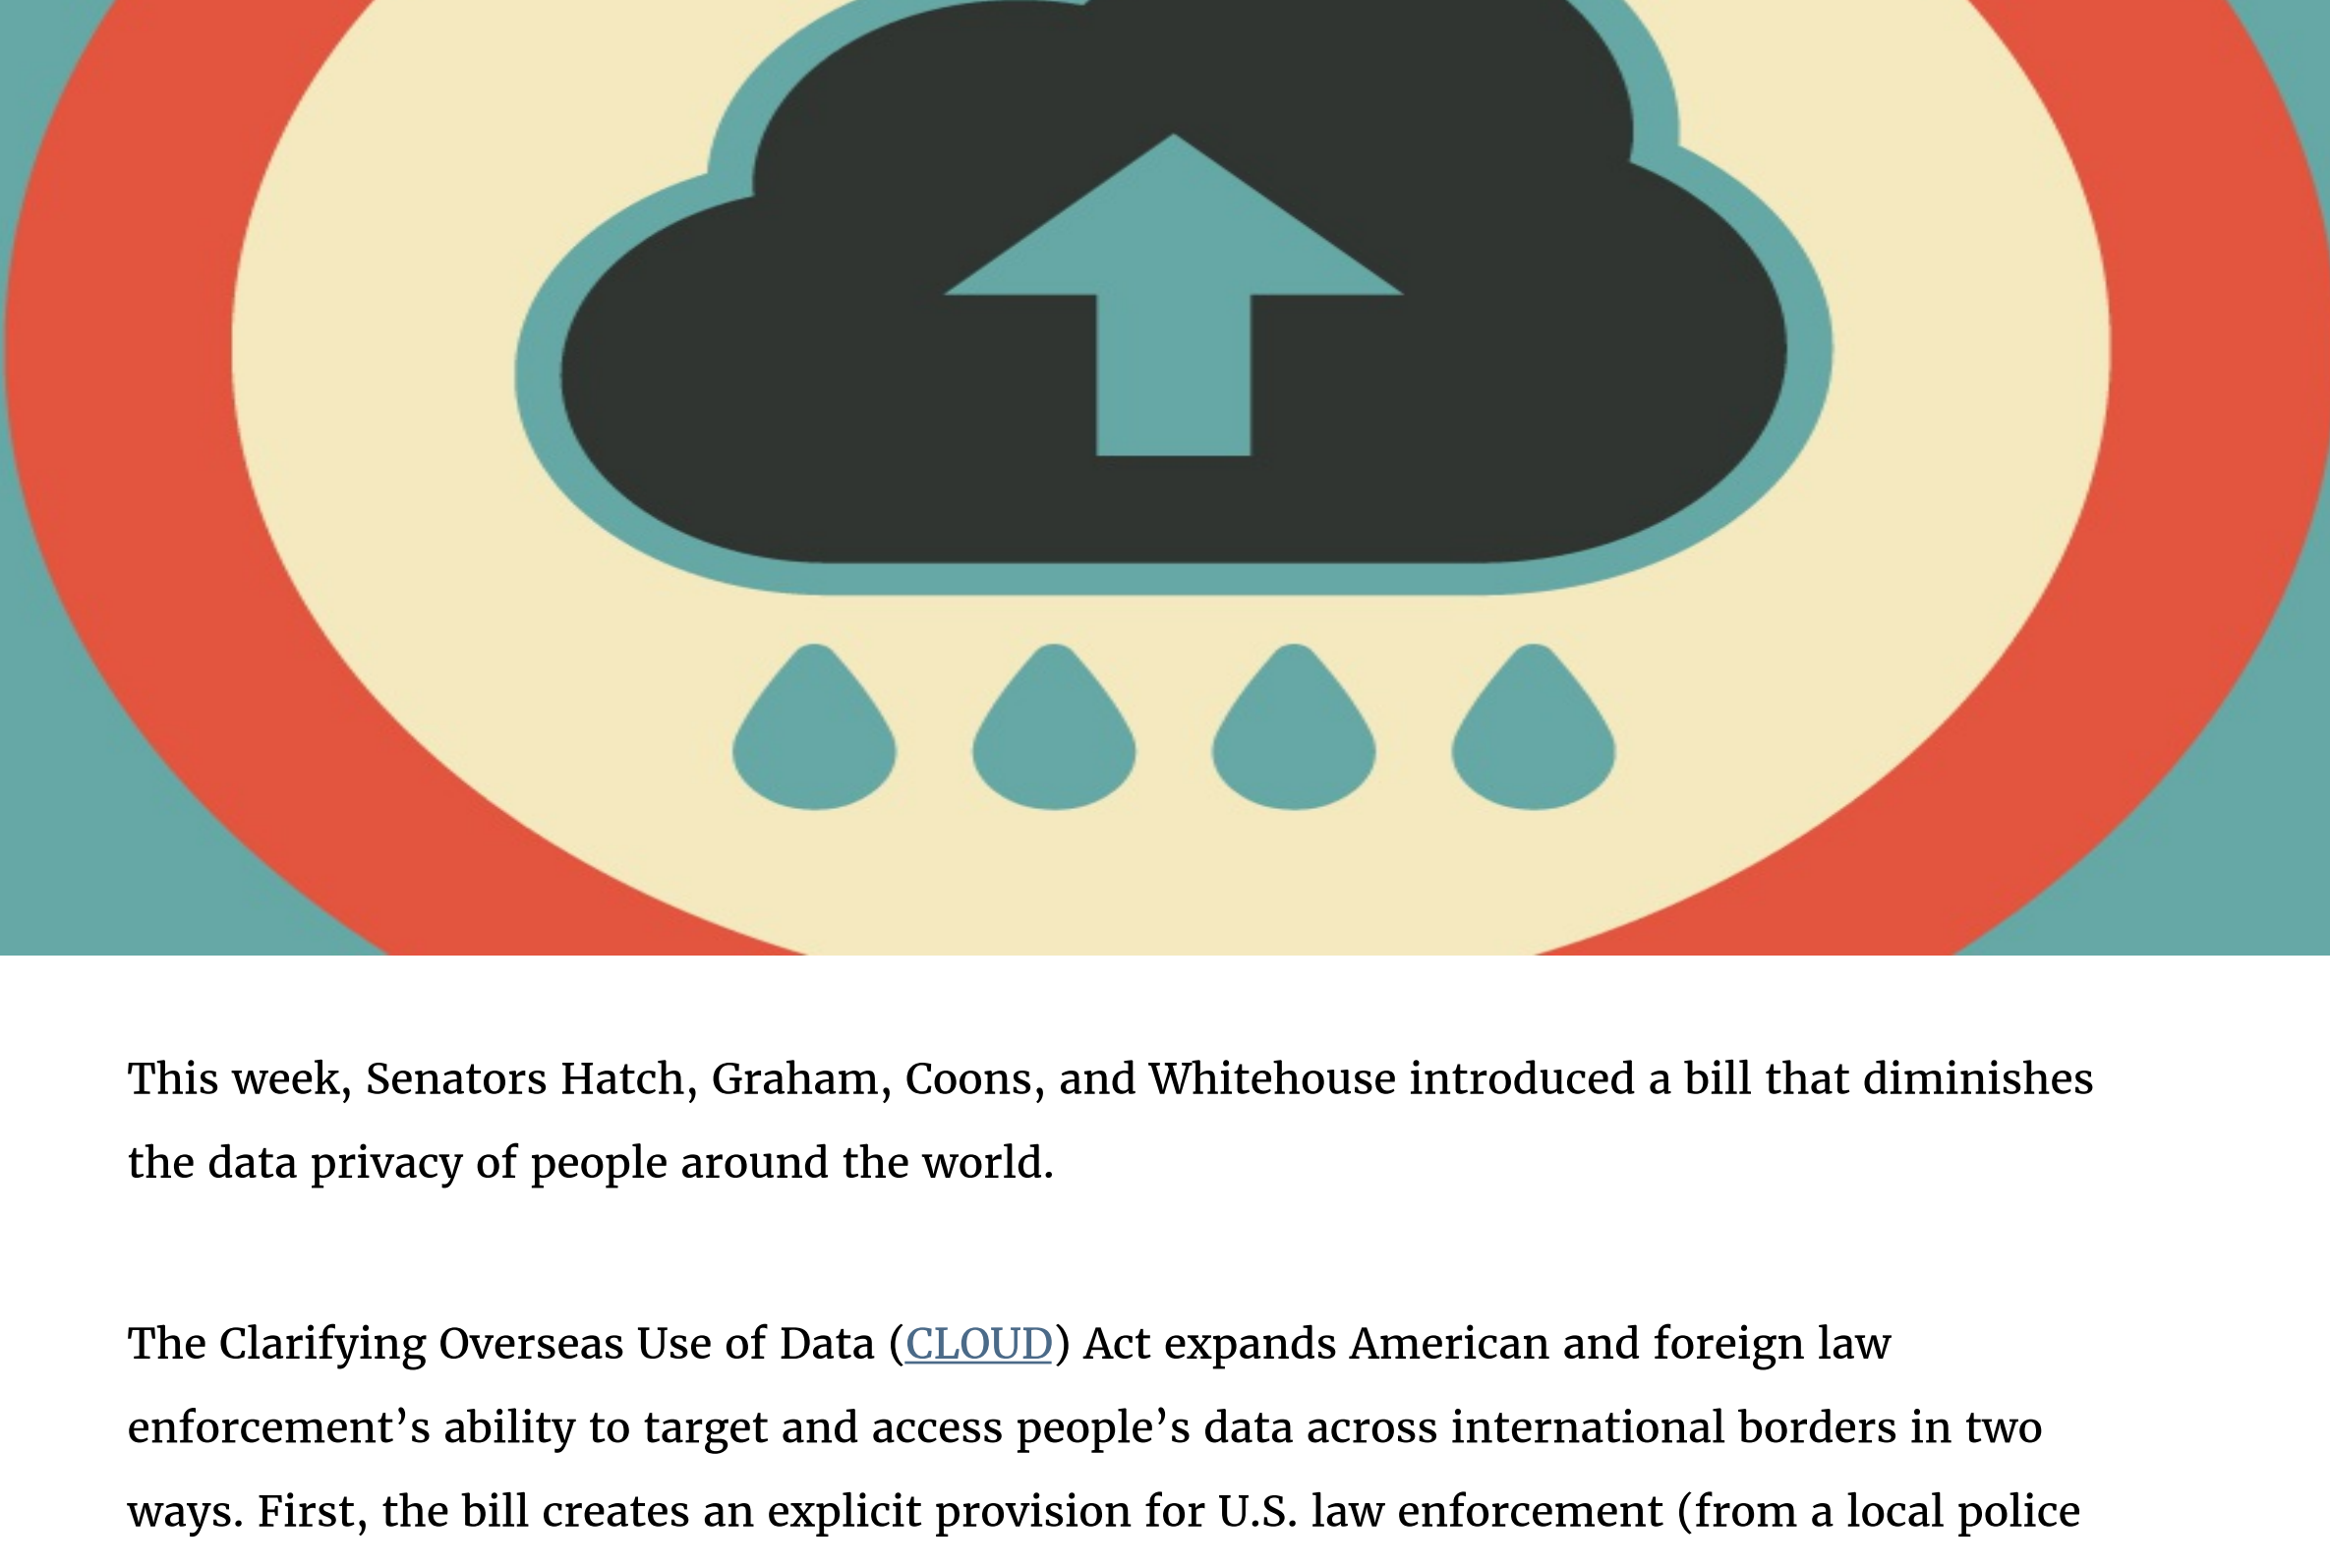 This week, Senators Hatch, Graham, Coons, and Whitehouse introduced a bill that diminishes
the data privacy of people around the world.
The Clarifying Overseas Use of Data (CLOUD) Act expands American and foreign law
enforcement’s ability to target and access people’s data across international borders in two
ways. First, the bill creates an explicit provision for U.S. law enforcement (from a local police